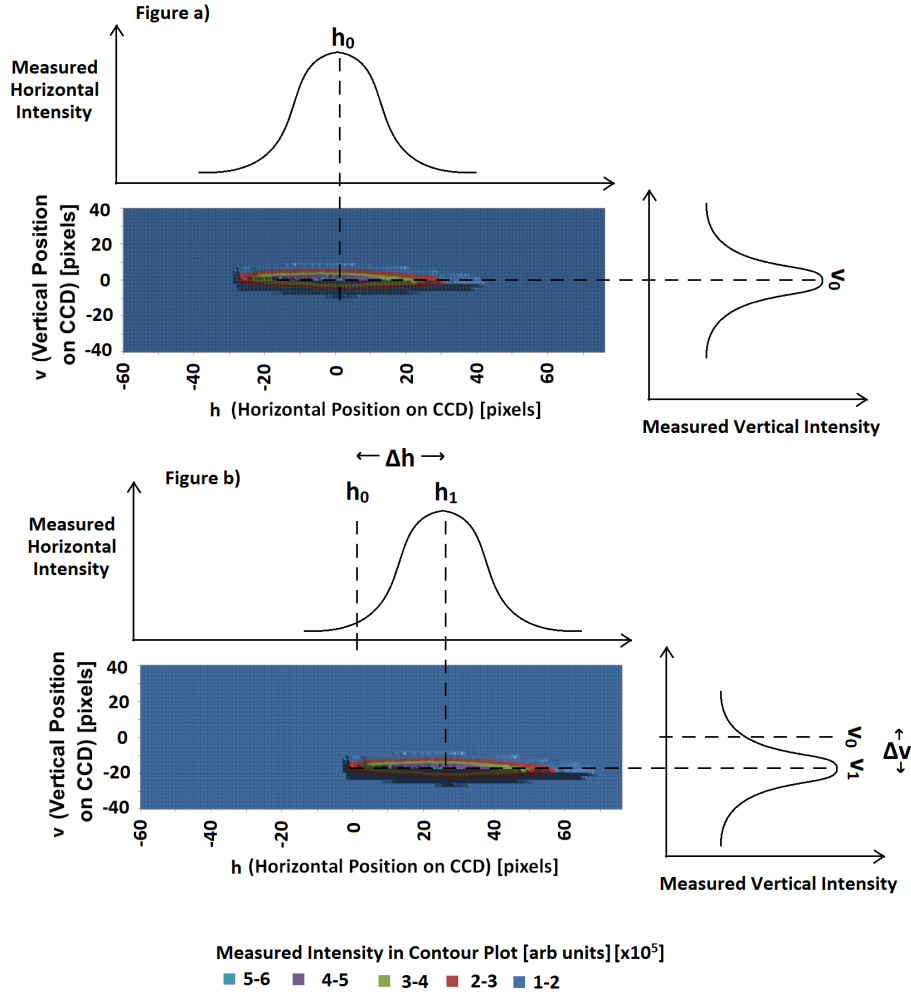 Figure a)
h0
Measured
Horizontal
Intensity
v (Vertical Position
on CCD) [pixels]
40
20
0
-20
-40
-60
-20
0
20
40
60
h (Horizontal Position on CCD) [pixels]
v0
Measured Vertical Intensity
Figure b)
← Δh →
h0
h1
Measured
Horizontal
Intensity
v (Vertical Position
on CCD) [pixels]
40
20
0
-20
-40
-60
-20
0
20
40
60
h (Horizontal Position on CCD) [pixels]
v0
v1
Δv
Measured Vertical Intensity
Measured Intensity in Contour Plot [arb units] [x10⁵]
5-6
4-5
3-4
2-3
1-2